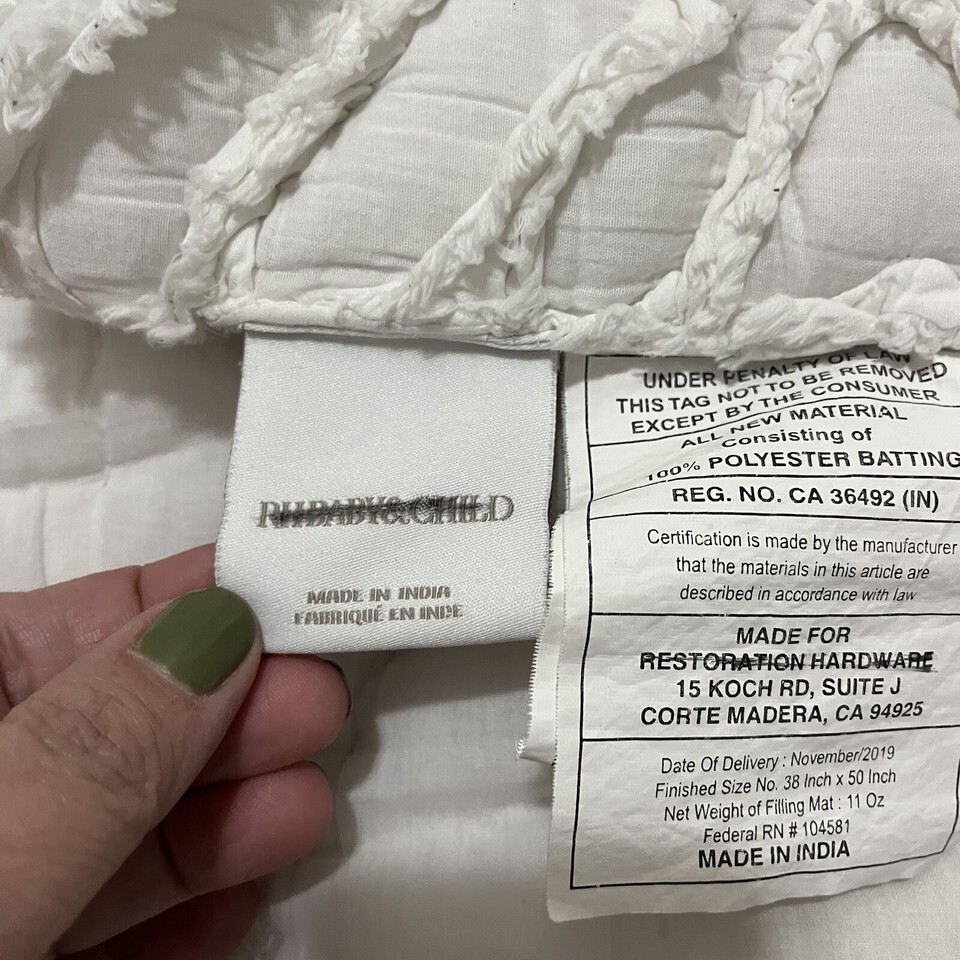 RH BABY & CHILD
MADE IN INDIA
FABRIQUÉ EN INDE
UNDER PENALTY OF LAW
THIS TAG NOT TO BE REMOVED
EXCEPT BY THE CONSUMER
ALL NEW MATERIAL
Consisting of
100% POLYESTER BATTING
REG. NO. CA 36492 (IN)
Certification is made by the manufacturer
that the materials in this article are
described in accordance with law
MADE FOR
RESTORATION HARDWARE
15 KOCH RD, SUITE J
CORTE MADERA, CA 94925
Date Of Delivery : November/2019
Finished Size No. 38 Inch x 50 Inch
Net Weight of Filling Mat : 11 Oz
Federal RN # 104581
MADE IN INDIA